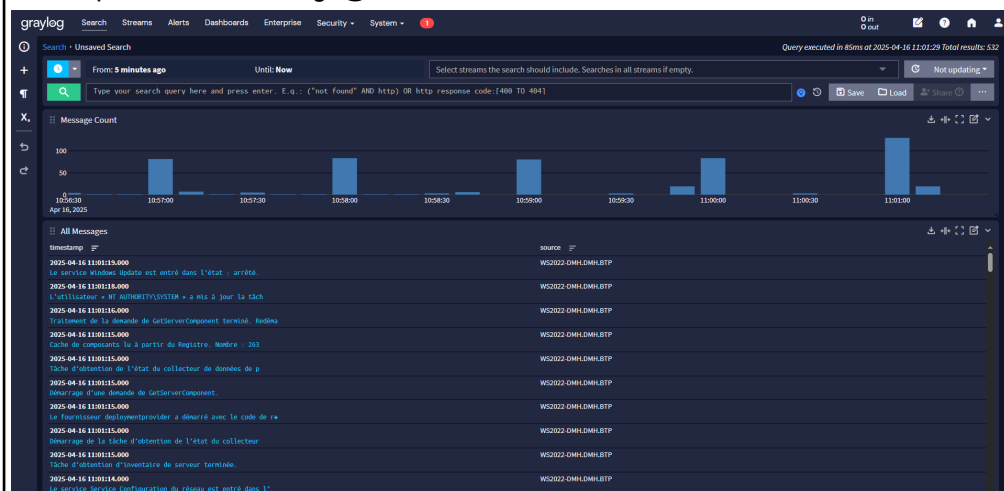 graylog Search Streams Alerts Dashboards Enterprise Security System 1 0 in
0 out
Search • Unsaved Search Query executed in 85ms at 2025-04-16 11:01:29 Total results: 532
From: 5 minutes ago Until: Now Select streams the search should include. Searches in all streams if empty. Not updating
Type your search query here and press enter. E.g.: ("not found" AND http) OR http_response_code:[400 TO 404] Save Load Share
Message Count
100
50
0
10:56:30 10:57:00 10:57:30 10:58:00 10:58:30 10:59:00 10:59:30 11:00:00 11:00:30 11:01:00
Apr 16, 2025
All Messages
timestamp source
2025-04-16 11:01:19.000 WS2022-DMH.DMH.BTP
Le service Windows Update est entré dans l'état : arrêté.
2025-04-16 11:01:18.000 WS2022-DMH.DMH.BTP
L'utilisateur « NT AUTHORITY\SYSTEM » a mis à jour la tâch
2025-04-16 11:01:16.000 WS2022-DMH.DMH.BTP
Traitement de la demande de GetServerComponent terminé. Redéma
2025-04-16 11:01:15.000 WS2022-DMH.DMH.BTP
Cache de composants lu à partir du Registre. Nombre : 263
2025-04-16 11:01:15.000 WS2022-DMH.DMH.BTP
Tâche d'obtention de l'état du collecteur de données de p
2025-04-16 11:01:15.000 WS2022-DMH.DMH.BTP
Démarrage d'une demande de GetServerComponent.
2025-04-16 11:01:15.000 WS2022-DMH.DMH.BTP
Le fournisseur deploymentprovider a démarré avec le code de r
2025-04-16 11:01:15.000 WS2022-DMH.DMH.BTP
Démarrage de la tâche d'obtention de l'état du collecteur
2025-04-16 11:01:15.000 WS2022-DMH.DMH.BTP
Tâche d'obtention d'inventaire de serveur terminée.
2025-04-16 11:01:14.000 WS2022-DMH.DMH.BTP
Le service Service Configuration du réseau est entré dans l'